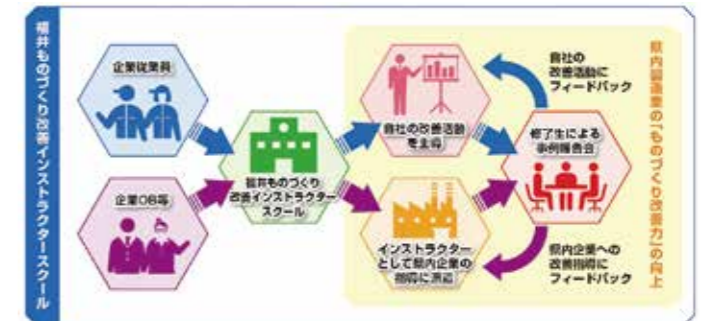 福井ものづくり改善インストラクタースクール
企業従業員
企業OB等
福井ものづくり
改善インストラクター
スクール
自社の改善活動
を主導
インストラクター
として県内企業の
指導に派遣
自社の
改善活動に
フィードバック
修了生による
事例報告会
県内企業への
改善指導に
フィードバック
県内製造業の「ものづくり改善力」の向上